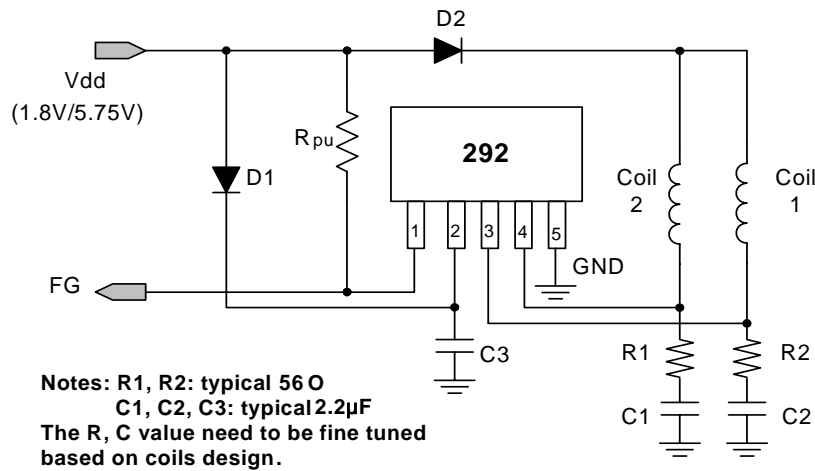 D2
Vdd
(1.8V/5.75V)
Rpu
292
D1
Coil
2
Coil
1
1
2
3
4
5
GND
FG
C3
R1
R2
C1
C2
Notes: R1, R2: typical 56 O
C1, C2, C3: typical 2.2µF
The R, C value need to be fine tuned
based on coils design.